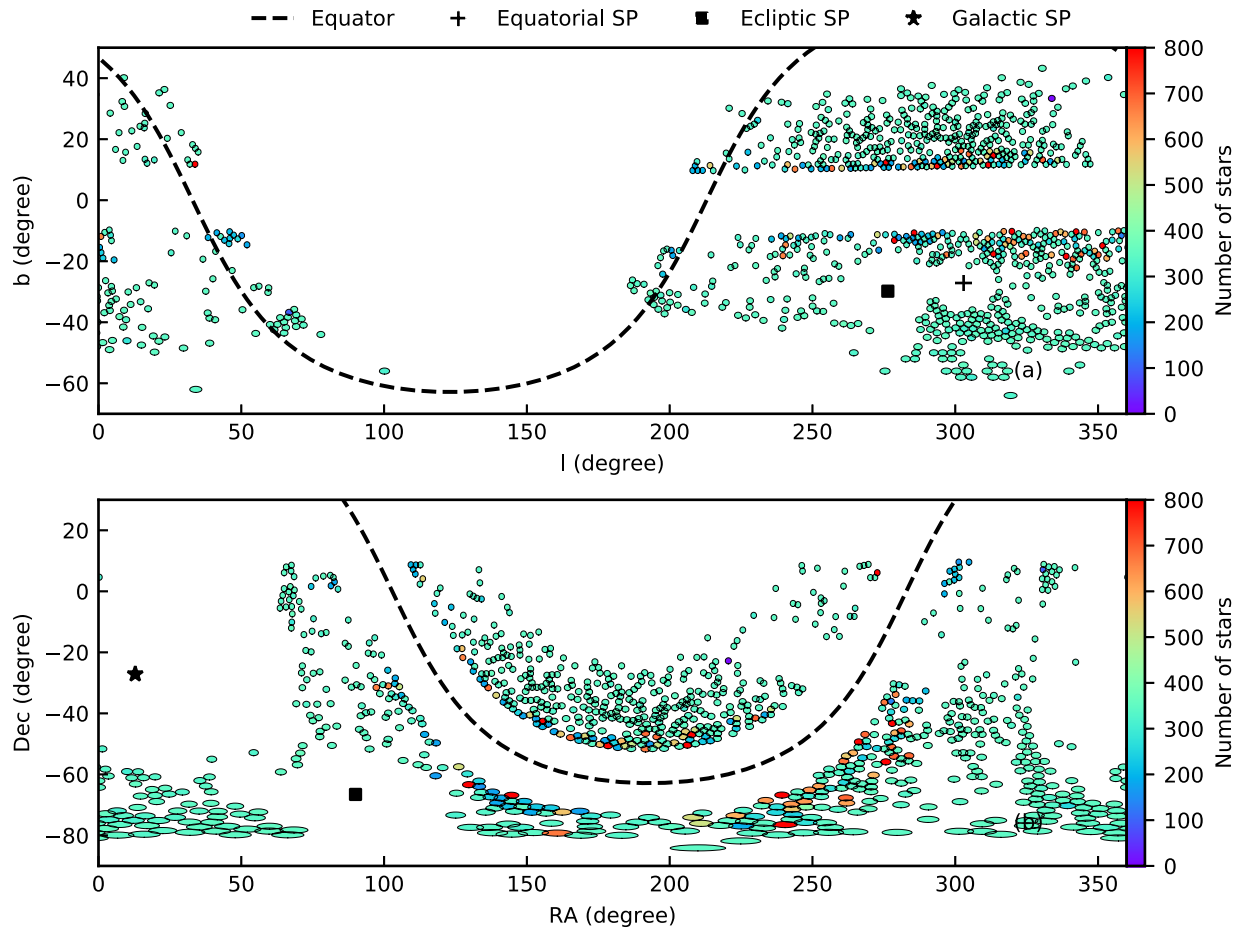 Equator Equatorial SP Ecliptic SP Galactic SP
40
20
0
−20
−40
−60
b (degree)
0 50 100 150 200 250 300 350
l (degree)
(a)
800
700
600
500
400
300
200
100
0
Number of stars
20
0
−20
−40
−60
−80
Dec (degree)
0 50 100 150 200 250 300 350
RA (degree)
(b)
800
700
600
500
400
300
200
100
0
Number of stars